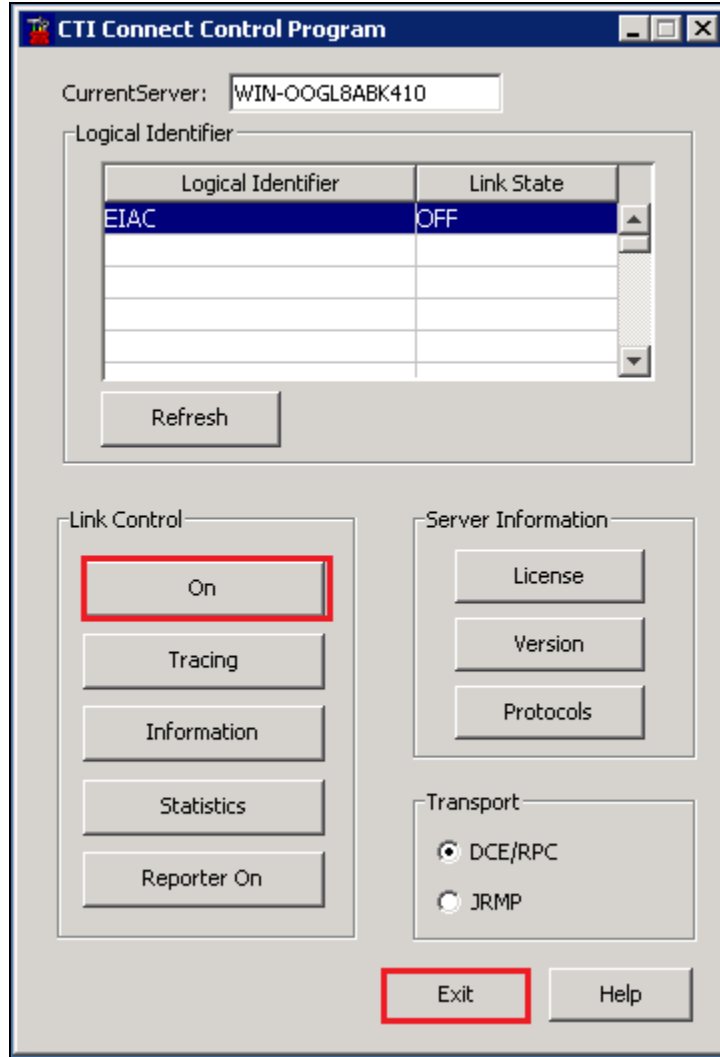 CTI Connect Control Program
CurrentServer: WIN-OOGL8ABK410
Logical Identifier
Logical Identifier Link State
EIAC OFF
Refresh
Link Control
On
Tracing
Information
Statistics
Reporter On
Server Information
License
Version
Protocols
Transport
DCE/RPC
JRMP
Exit Help